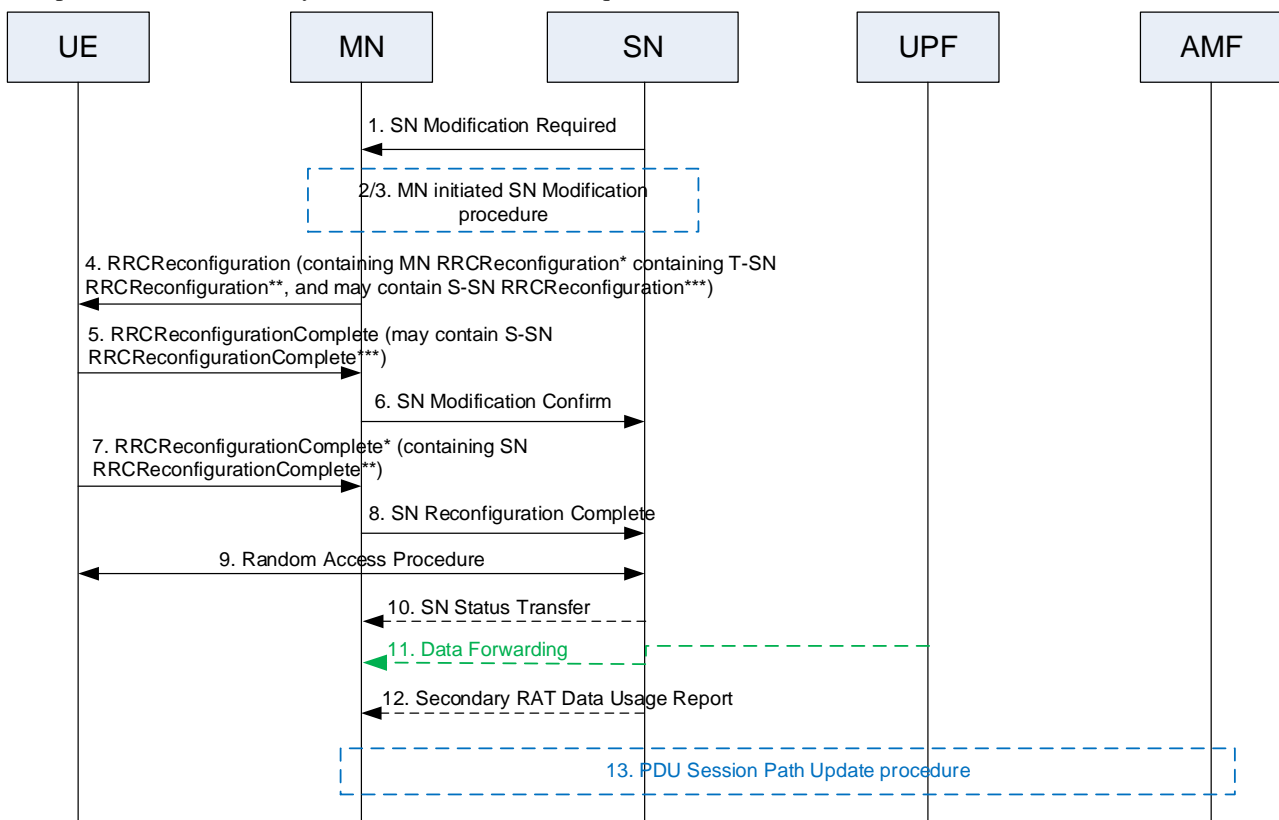 UE
MN
SN
UPF
AMF
1. SN Modification Required
2/3. MN initiated SN Modification
procedure
4. RRCReconfiguration (containing MN RRCReconfiguration* containing T-SN
RRCReconfiguration**, and may contain S-SN RRCReconfiguration***)
5. RRCReconfigurationComplete (may contain S-SN
RRCReconfigurationComplete***)
6. SN Modification Confirm
7. RRCReconfigurationComplete* (containing SN
RRCReconfigurationComplete**)
8. SN Reconfiguration Complete
9. Random Access Procedure
10. SN Status Transfer
11. Data Forwarding
12. Secondary RAT Data Usage Report
13. PDU Session Path Update procedure